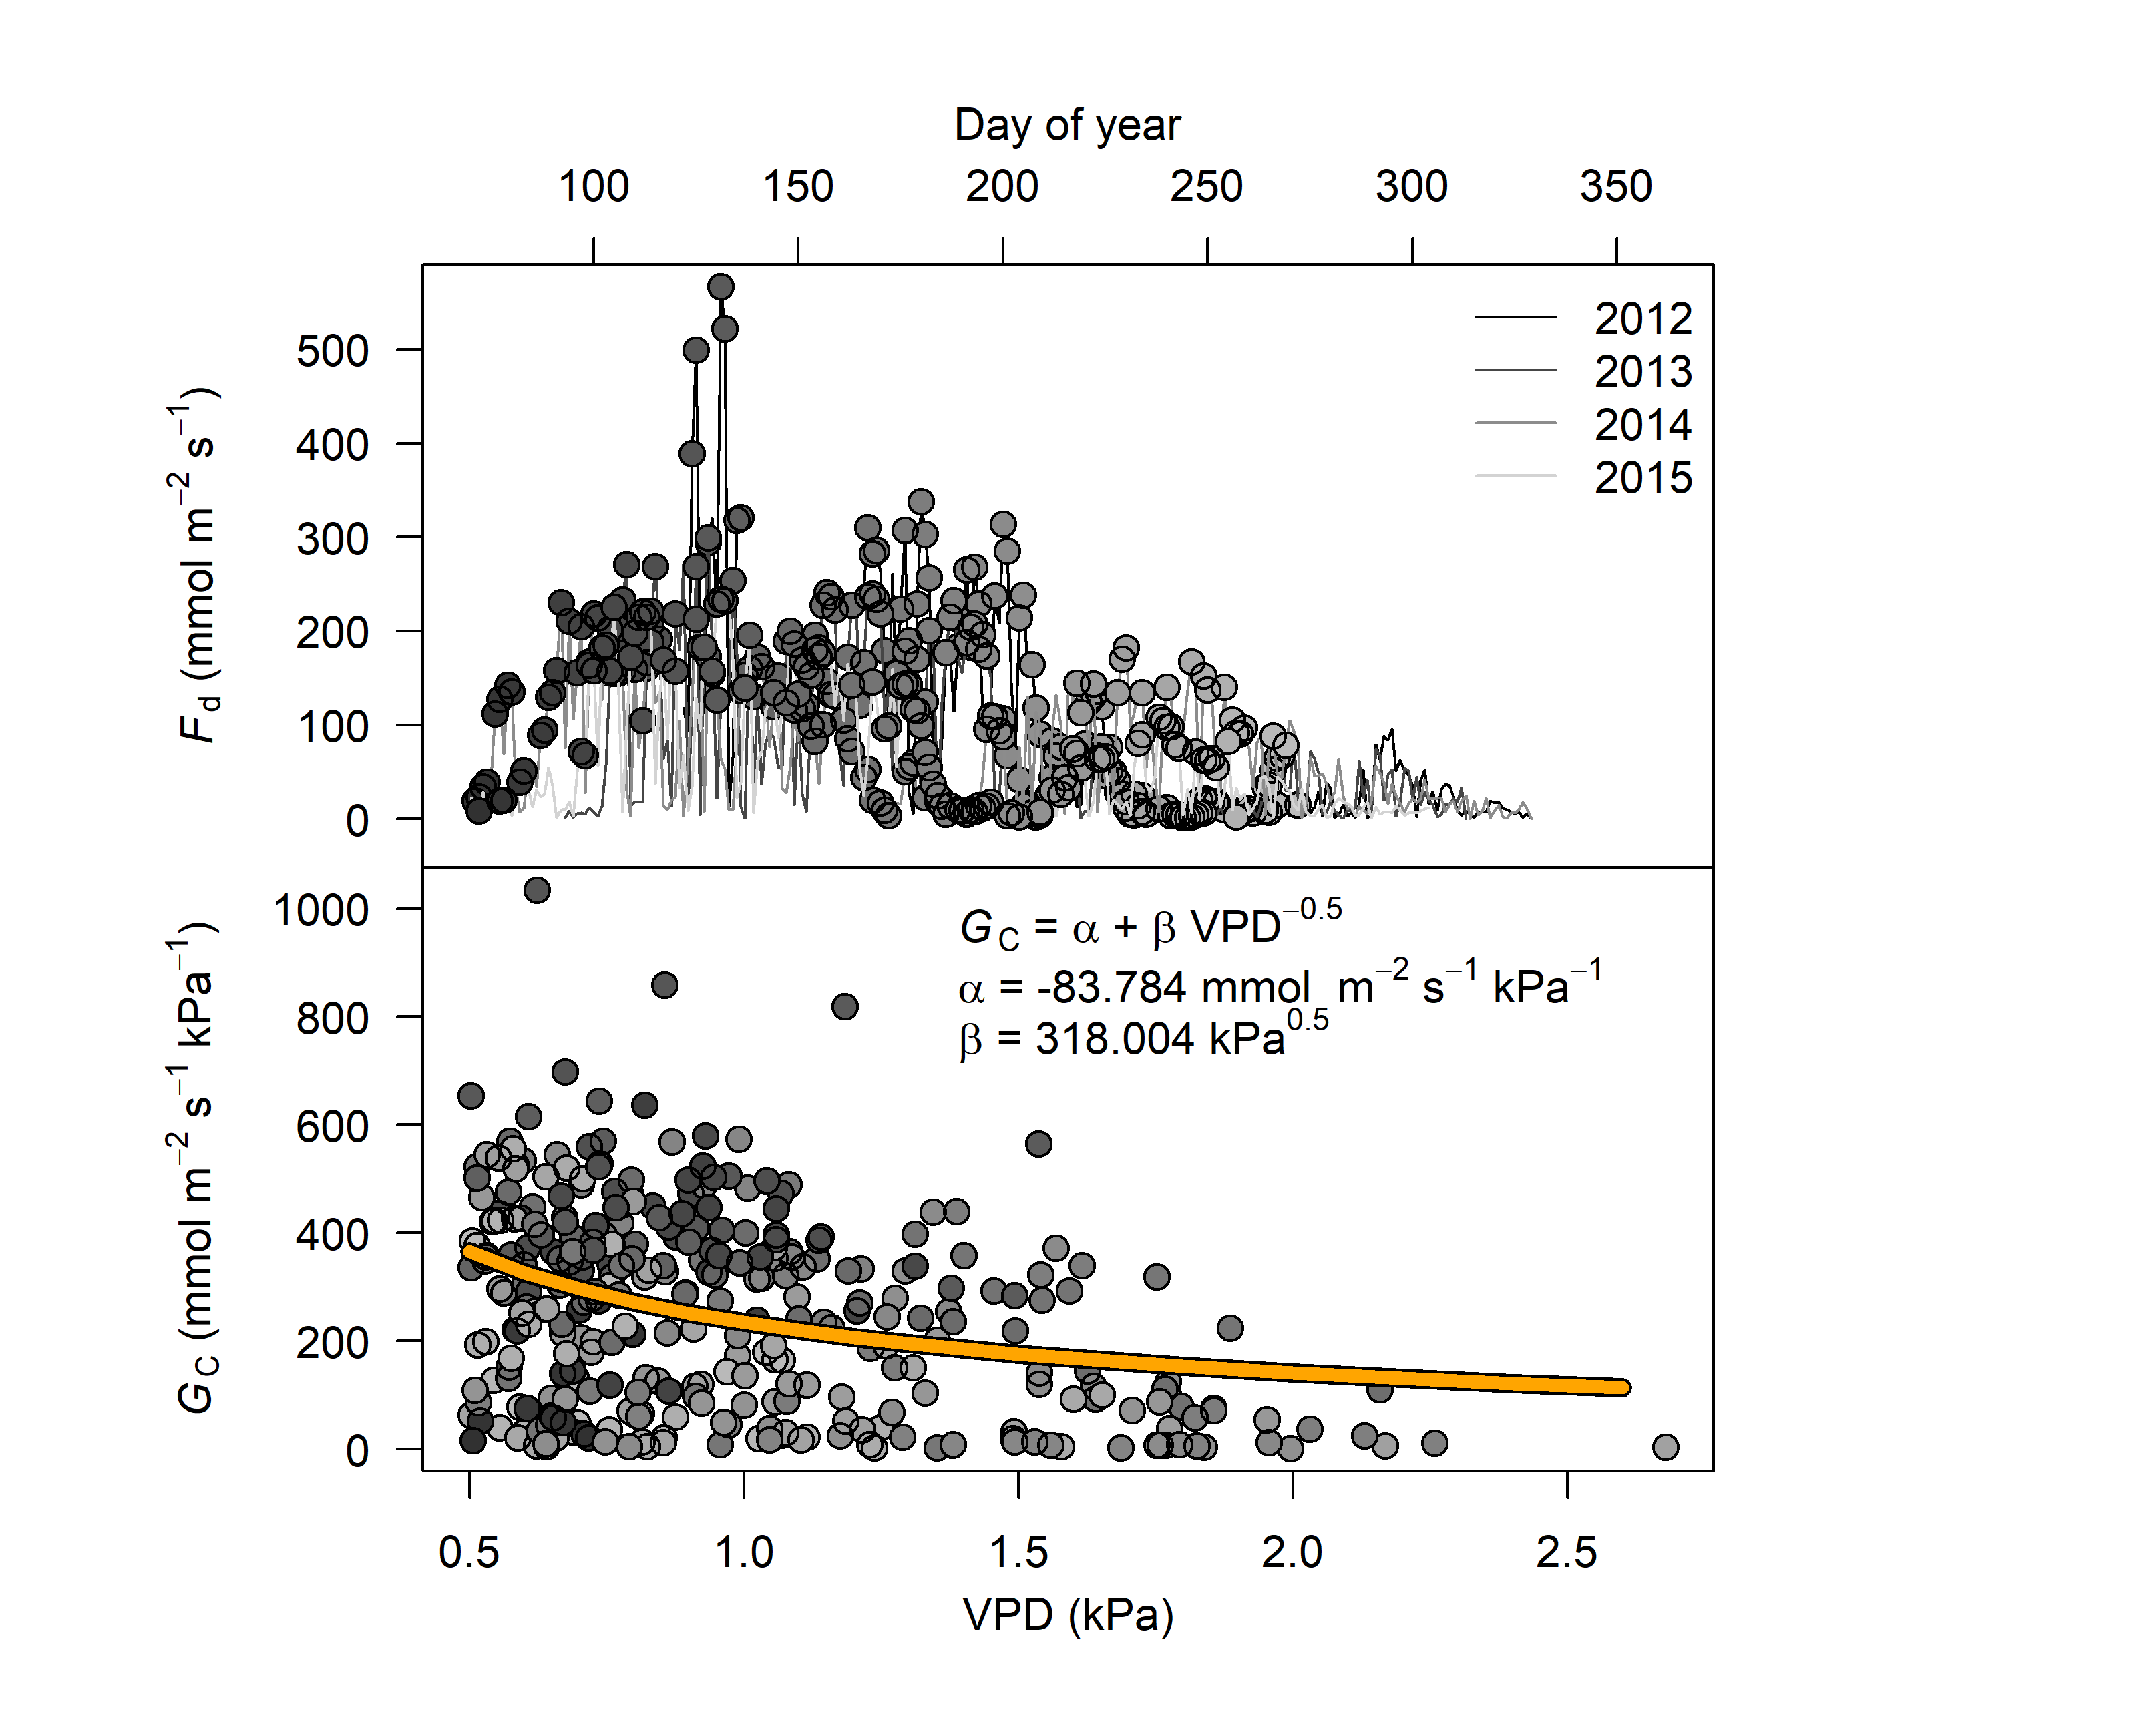 Day of year
100 150 200 250 300 350
F d (mmol m⁻² s⁻¹)
500
400
300
200
100
0
2012
2013
2014
2015
G C (mmol m⁻² s⁻¹ kPa⁻¹)
1000
800
600
400
200
0
G C = α + β VPD⁻⁰·⁵
α = -83.784 mmol m⁻² s⁻¹ kPa⁻¹
β = 318.004 kPa⁰·⁵
0.5 1.0 1.5 2.0 2.5
VPD (kPa)